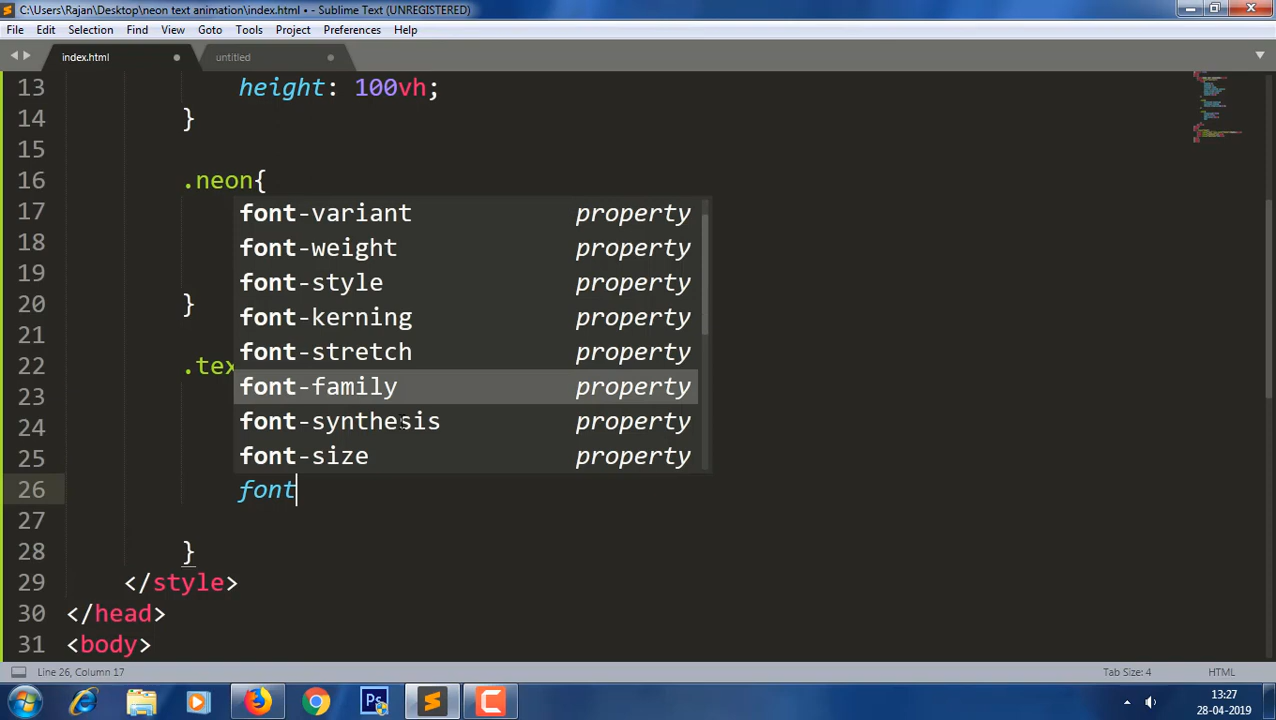 C:\Users\Rajan\Desktop\neon text animation\index.html • - Sublime Text (UNREGISTERED)
File Edit Selection Find View Goto Tools Project Preferences Help
index.html untitled
13 height: 100vh;
14 }
15
16 .neon{
17 font-variant property
18 font-weight property
19 font-style property
20 } font-kerning property
21 font-stretch property
22 .tex font-family property
23 font-synthesis property
24 font-size property
25
26 font
27
28 }
29 </style>
30 </head>
31 <body>
Line 26, Column 17 Tab Size: 4 HTML
Ps
13:27
28-04-2019